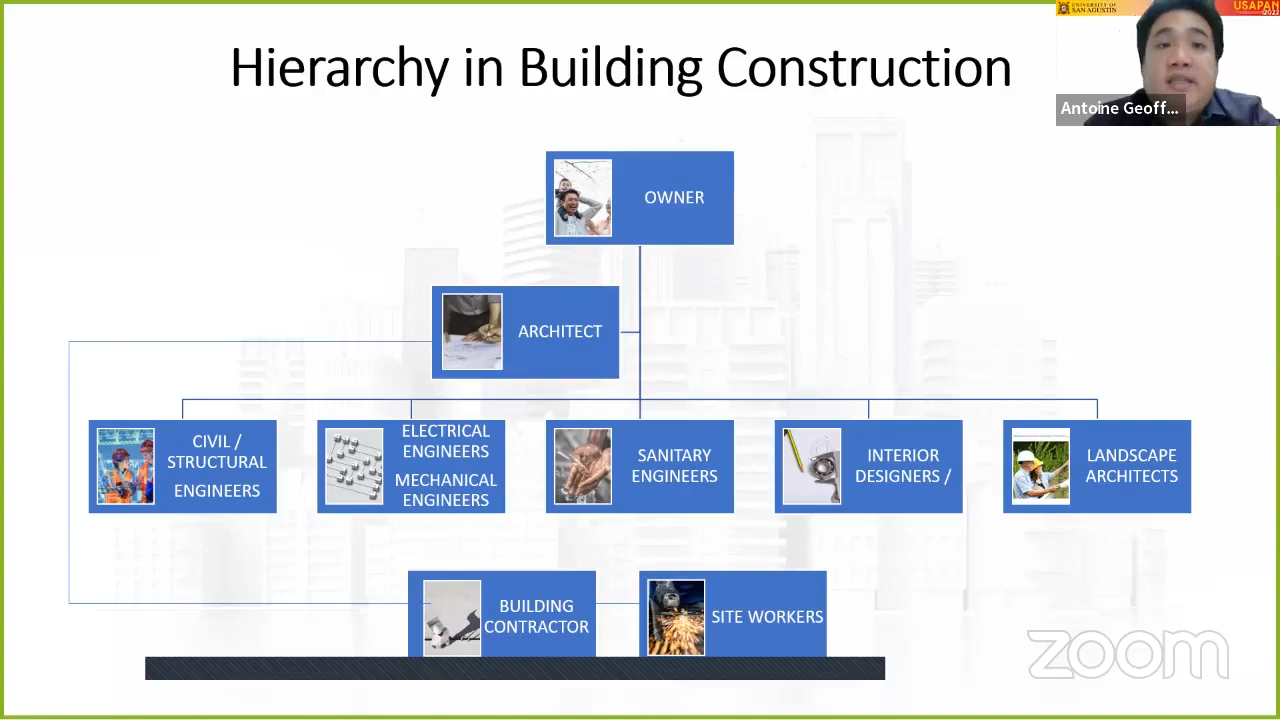 Hierarchy in Building Construction
UNIVERSITY OF
SAN AGUSTIN
USAPAN
2022
Antoine Geoff...
OWNER
ARCHITECT
CIVIL /
STRUCTURAL
ENGINEERS
ELECTRICAL
ENGINEERS
MECHANICAL
ENGINEERS
SANITARY
ENGINEERS
INTERIOR
DESIGNERS /
LANDSCAPE
ARCHITECTS
BUILDING
CONTRACTOR
SITE WORKERS
zoom